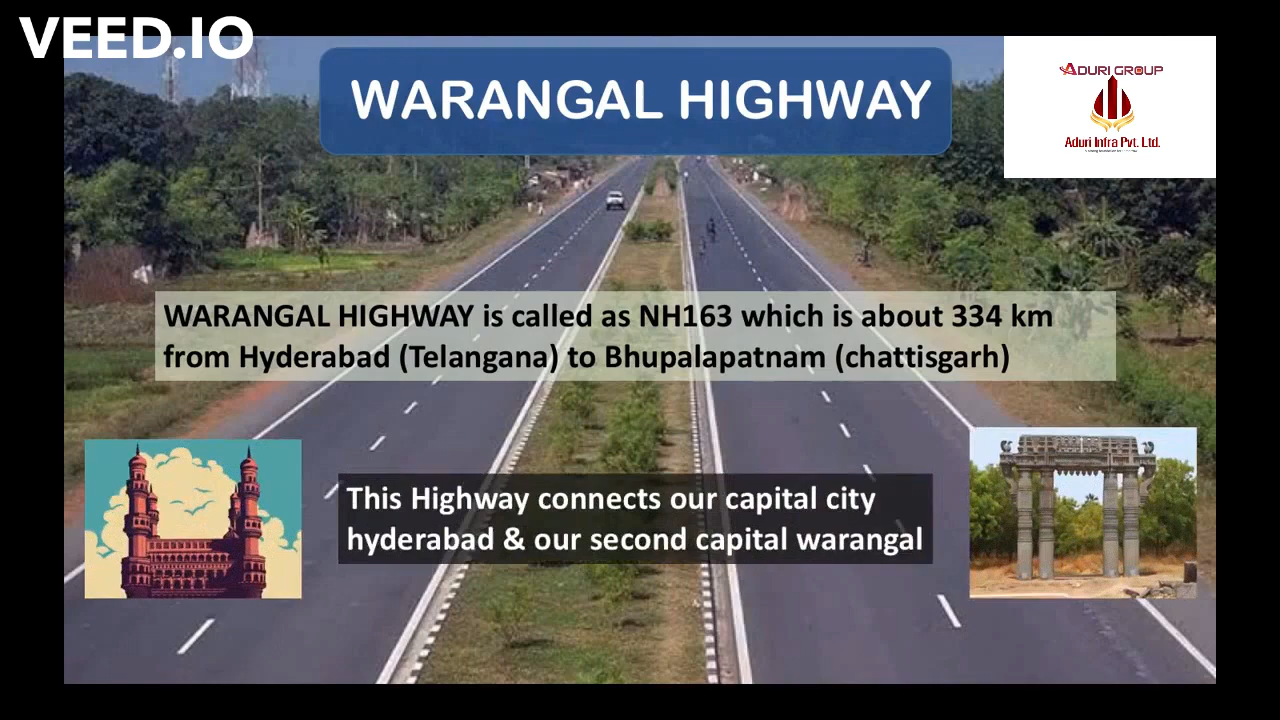 VEED.IO
WARANGAL HIGHWAY
ADURI GROUP
Aduri Infra Pvt. Ltd.
WARANGAL HIGHWAY is called as NH163 which is about 334 km
from Hyderabad (Telangana) to Bhupalapatnam (chattisgarh)
This Highway connects our capital city
hyderabad & our second capital warangal